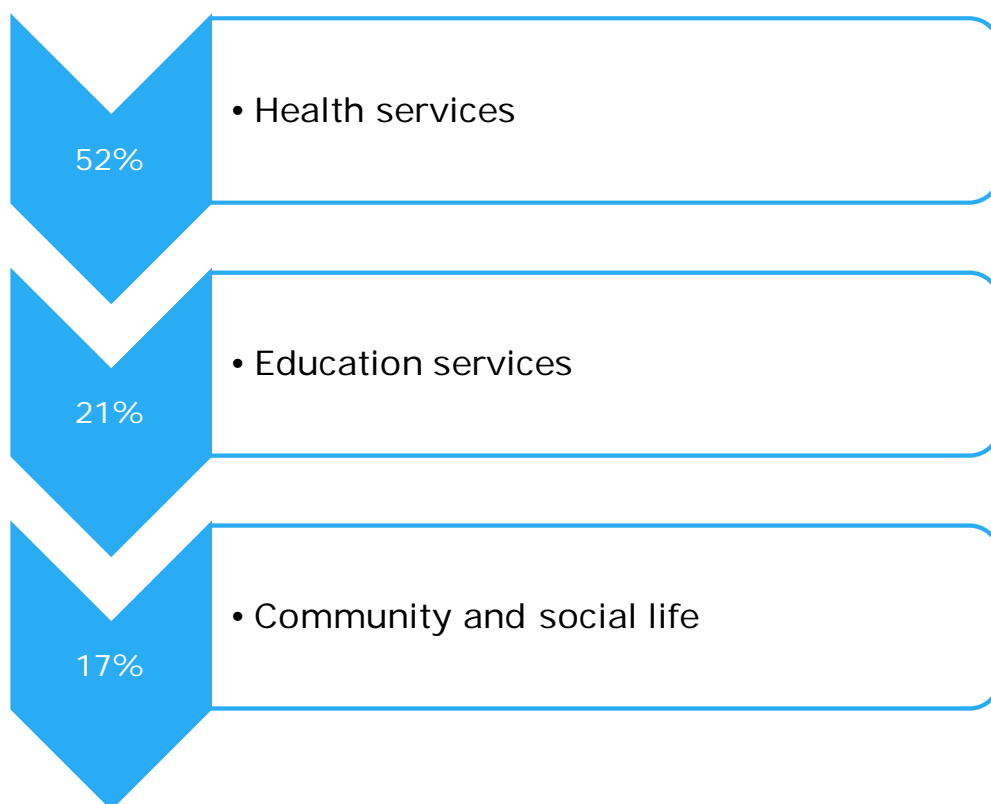 52%
• Health services
21%
• Education services
17%
• Community and social life